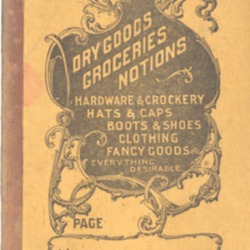 DRY GOODS
GROCERIES
NOTIONS
HARDWARE & CROCKERY
HATS & CAPS
BOOTS & SHOES
CLOTHING
FANCY GOODS
EVERYTHING
DESIRABLE
PAGE